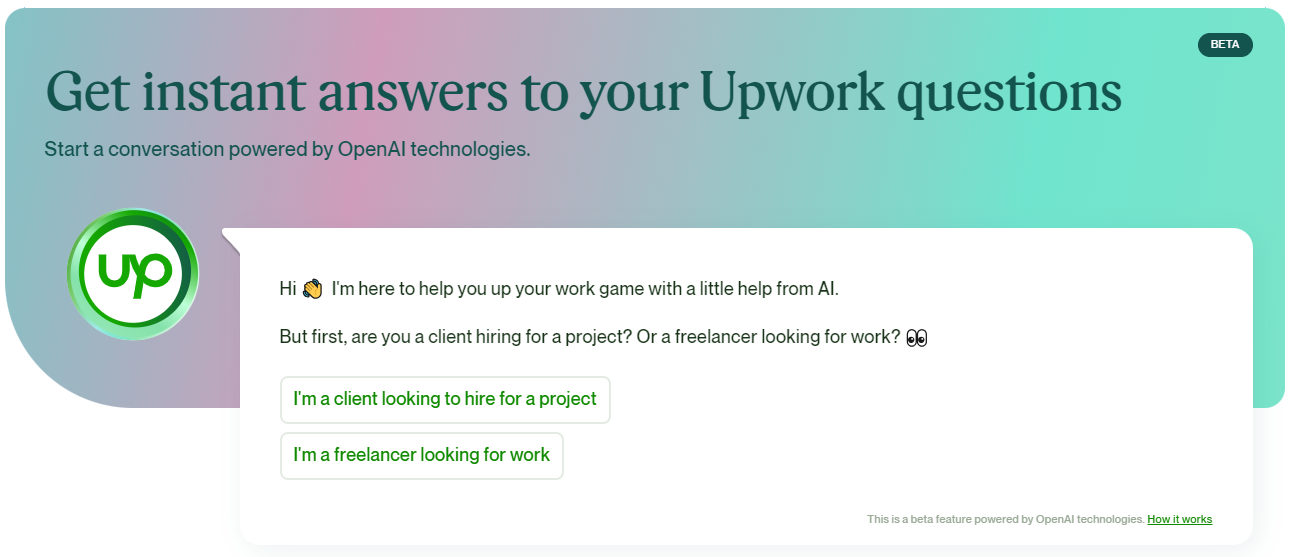 BETA
Get instant answers to your Upwork questions
Start a conversation powered by OpenAI technologies.
up
Hi 👋 I'm here to help you up your work game with a little help from AI.
But first, are you a client hiring for a project? Or a freelancer looking for work? 👀
I'm a client looking to hire for a project
I'm a freelancer looking for work
This is a beta feature powered by OpenAI technologies. How it works